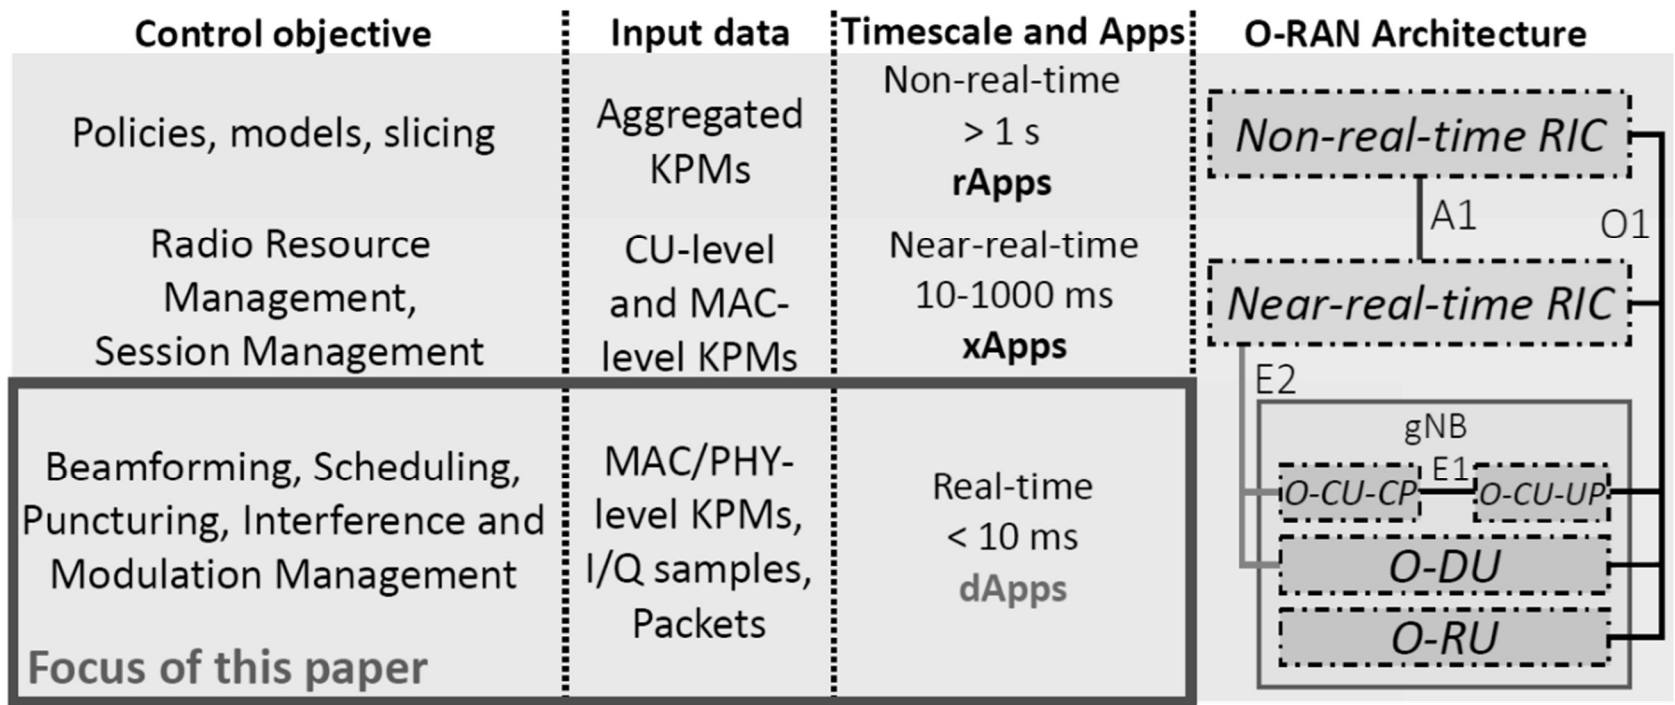 Control objective
Input data
Timescale and Apps
O-RAN Architecture
Policies, models, slicing
Aggregated
KPMs
Non-real-time
> 1 s
rApps
Non-real-time RIC
A1
O1
Radio Resource
Management,
Session Management
CU-level
and MAC-
level KPMs
Near-real-time
10-1000 ms
xApps
Near-real-time RIC
E2
Beamforming, Scheduling,
Puncturing, Interference and
Modulation Management
MAC/PHY-
level KPMs,
I/Q samples,
Packets
Real-time
< 10 ms
dApps
gNB
O-CU-CP
E1
O-CU-UP
O-DU
O-RU
Focus of this paper